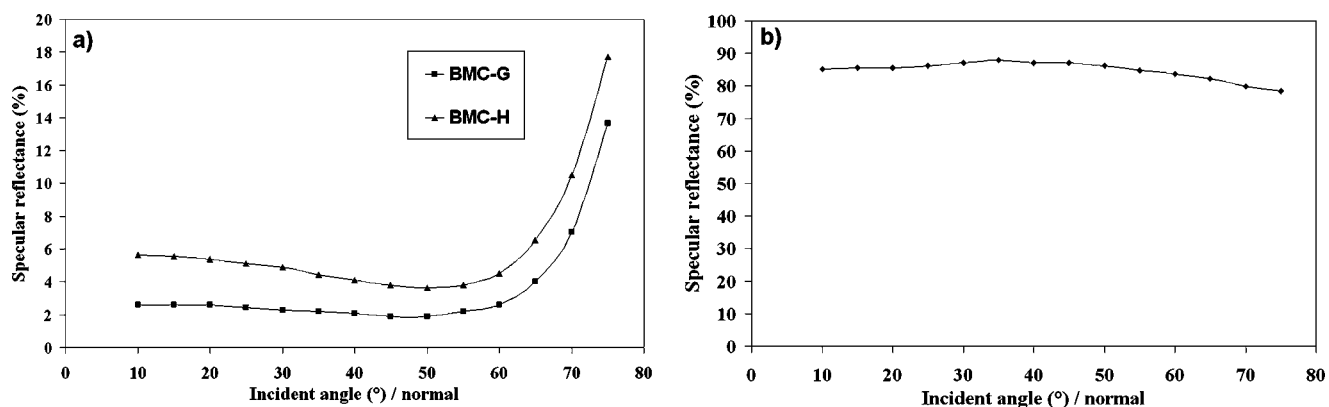 a)
Specular reflectance (%)
20
18
16
14
12
10
8
6
4
2
0
BMC-G
BMC-H
0 10 20 30 40 50 60 70 80
Incident angle (°) / normal
b)
Specular reflectance (%)
100
90
80
70
60
50
40
30
20
10
0
0 10 20 30 40 50 60 70 80
Incident angle (°) / normal